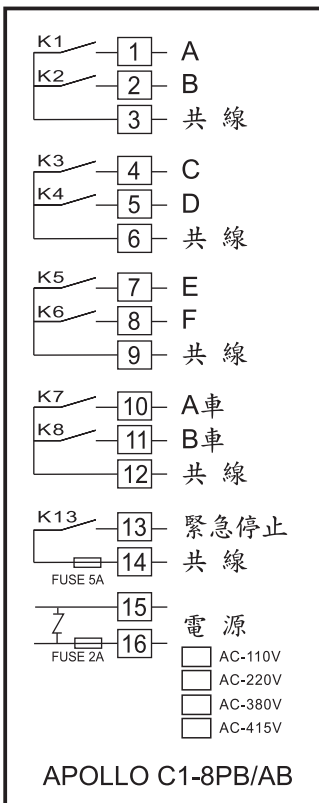 K1 1 A
K2 2 B
3 共線
K3 4 C
K4 5 D
6 共線
K5 7 E
K6 8 F
9 共線
K7 10 A車
K8 11 B車
12 共線
K13 13 緊急停止
FUSE 5A 14 共線
15
電源
FUSE 2A 16
AC-110V
AC-220V
AC-380V
AC-415V
APOLLO C1-8PB/AB